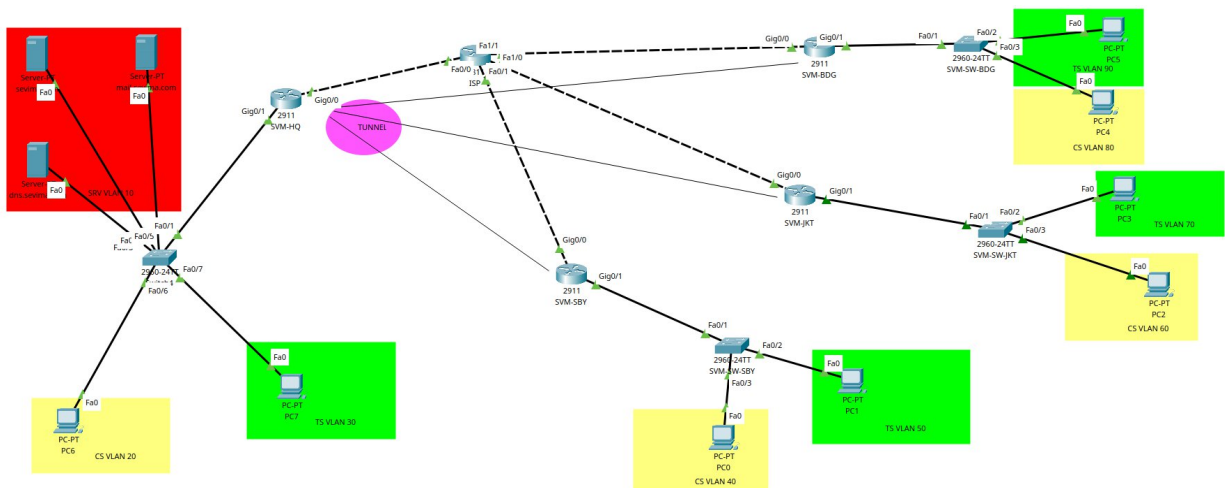 Fa1/1
Fa1/0
Fa0/0
Fa0/1
ISP
Gig0/0
2911
SVM-BDG
Gig0/1
Fa0/1
Fa0/2
Fa0/3
2960-24TT
SVM-SW-BDG
Fa0
PC-PT
PC5
TS VLAN 90
Fa0
PC-PT
PC4
CS VLAN 80
Server-PT
Fa0
Server-PT
Fa0
Fa0
SRV VLAN 10
Gig0/1
Gig0/0
2911
SVM-HQ
TUNNEL
Gig0/0
Gig0/1
2911
SVM-JKT
Fa0/1
Fa0/2
Fa0/3
2960-24TT
SVM-SW-JKT
Fa0
PC-PT
PC3
TS VLAN 70
Fa0
PC-PT
PC2
CS VLAN 60
Fa0/1
Fa0/5
Fa0/7
Fa0/6
Gig0/0
Gig0/1
2911
SVM-SBY
Fa0/1
Fa0/2
2960-24TT
SVM-SW-SBY
Fa0/3
Fa0
PC-PT
PC1
TS VLAN 50
Fa0
PC-PT
PC7
TS VLAN 30
Fa0
PC-PT
PC6
CS VLAN 20
Fa0
PC-PT
PC0
CS VLAN 40